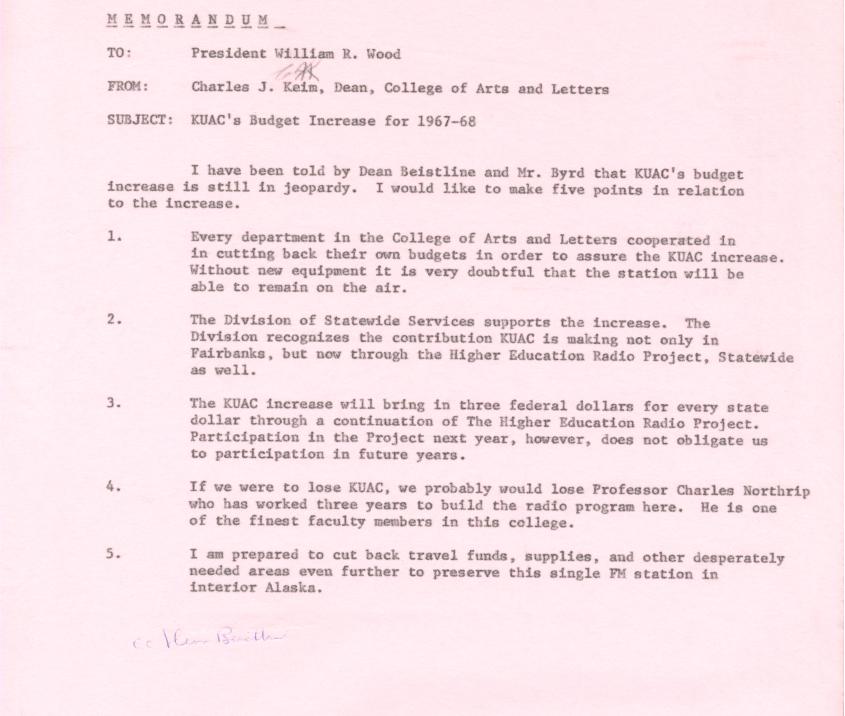 MEMORANDUM
TO: President William R. Wood
FROM: Charles J. Keim, Dean, College of Arts and Letters
SUBJECT: KUAC's Budget Increase for 1967-68
I have been told by Dean Beistline and Mr. Byrd that KUAC's budget
increase is still in jeopardy. I would like to make five points in relation
to the increase.
1. Every department in the College of Arts and Letters cooperated in
in cutting back their own budgets in order to assure the KUAC increase.
Without new equipment it is very doubtful that the station will be
able to remain on the air.
2. The Division of Statewide Services supports the increase. The
Division recognizes the contribution KUAC is making not only in
Fairbanks, but now through the Higher Education Radio Project, Statewide
as well.
3. The KUAC increase will bring in three federal dollars for every state
dollar through a continuation of The Higher Education Radio Project.
Participation in the Project next year, however, does not obligate us
to participation in future years.
4. If we were to lose KUAC, we probably would lose Professor Charles Northrip
who has worked three years to build the radio program here. He is one
of the finest faculty members in this college.
5. I am prepared to cut back travel funds, supplies, and other desperately
needed areas even further to preserve this single FM station in
interior Alaska.
cc